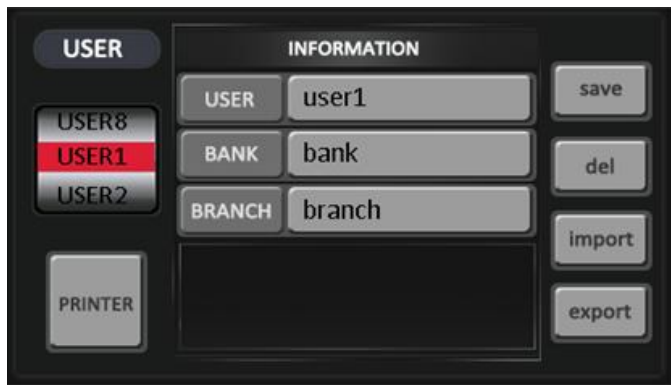 USER
INFORMATION
USER8
USER1
USER2
USER user1
BANK bank
BRANCH branch
PRINTER
save
del
import
export